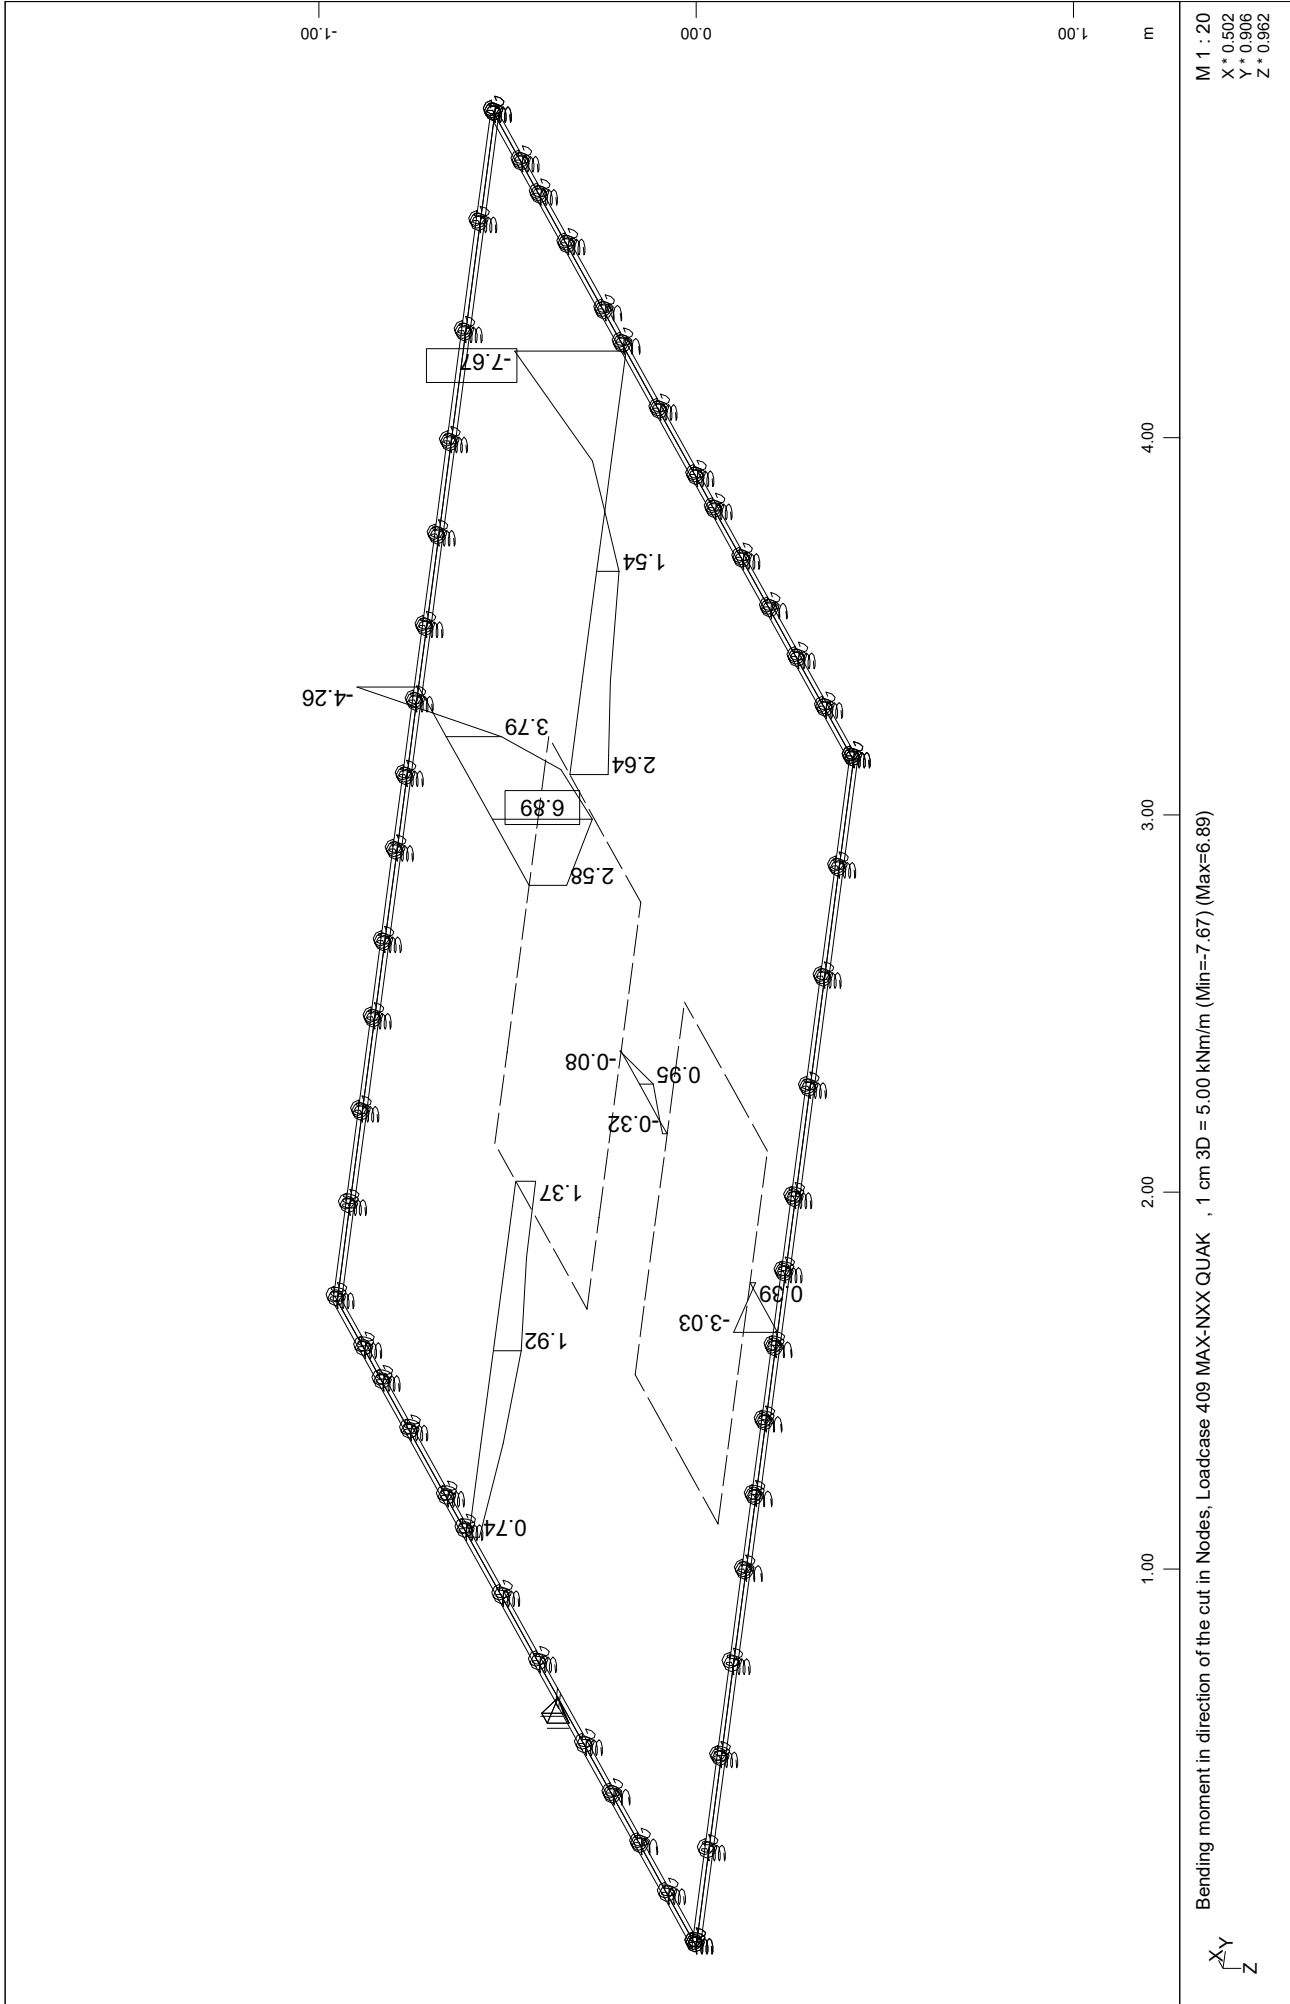 -1.00
0.00
1.00
m
M 1 : 20
X * 0.502
Y * 0.906
Z * 0.962
-7.67
4.00
1.54
-4.26
3.79
2.64
6.89
3.00
2.58
-0.08
0.95
-0.32
1.37
2.00
0.39
-3.03
1.92
0.74
1.00
Bending moment in direction of the cut in Nodes, Loadcase 409 MAX-NXX QUAK , 1 cm 3D = 5.00 kNm/m (Min=-7.67) (Max=6.89)
X
Y
Z